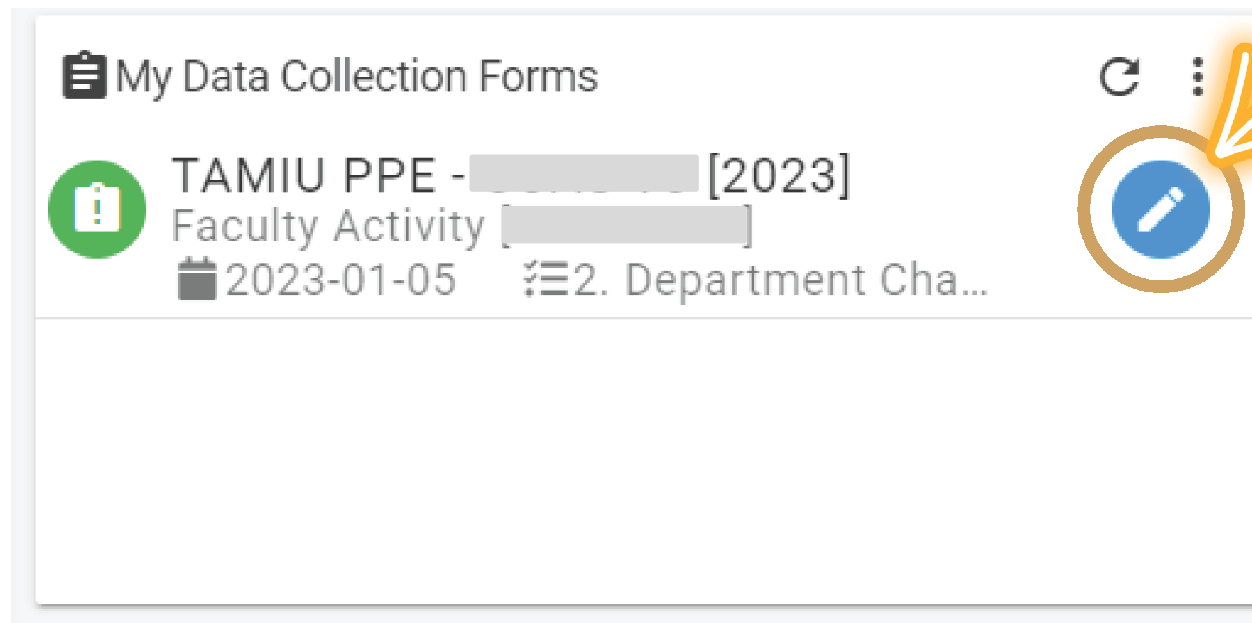 My Data Collection Forms
TAMIU PPE - [2023]
Faculty Activity [ ]
2023-01-05 2. Department Cha…